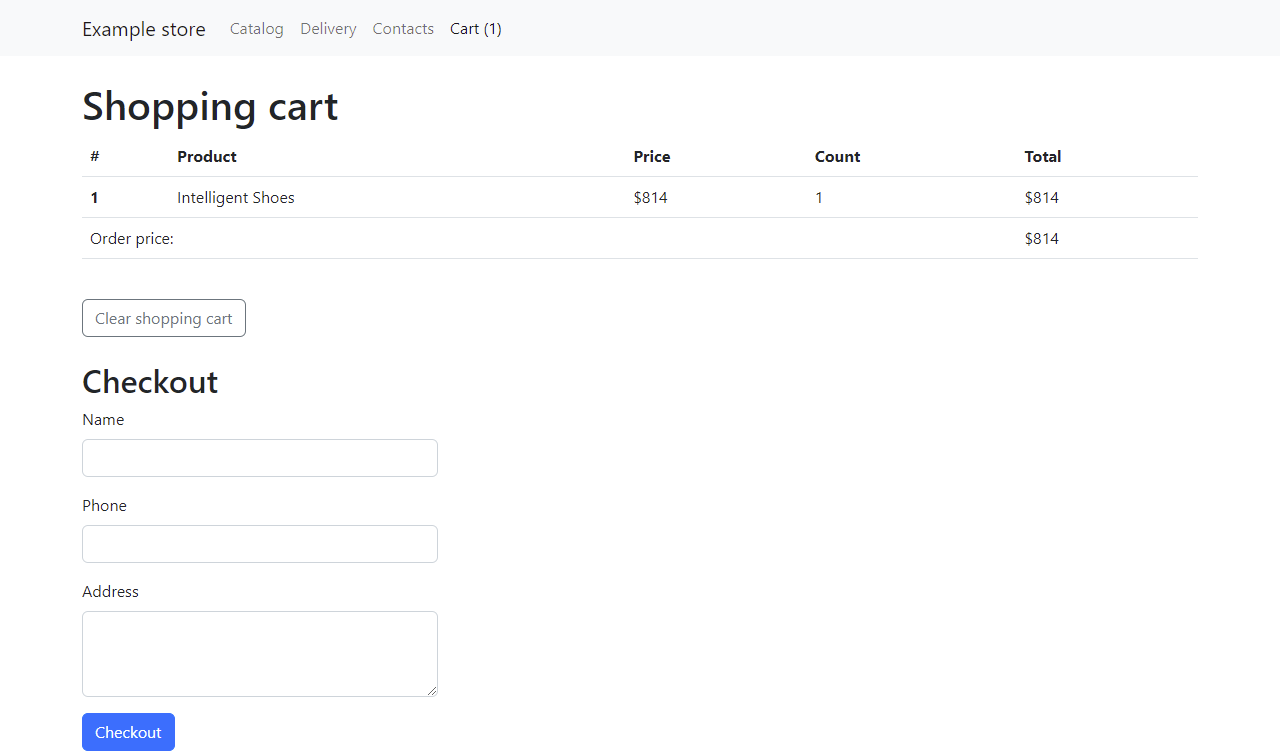 Example store Catalog Delivery Contacts Cart (1)
Shopping cart
# Product Price Count Total
1 Intelligent Shoes $814 1 $814
Order price: $814
Clear shopping cart
Checkout
Name
Phone
Address
Checkout